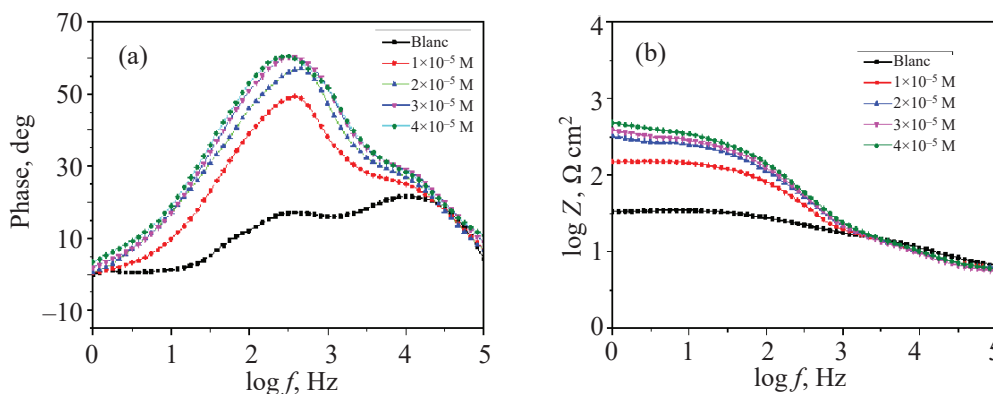 (a)
Phase, deg
70
50
30
10
–10
0
1
2
3
4
5
log f, Hz
Blanc
1×10⁻⁵ M
2×10⁻⁵ M
3×10⁻⁵ M
4×10⁻⁵ M
(b)
log Z, Ω cm²
4
3
2
1
0
0
1
2
3
4
5
log f, Hz
Blanc
1×10⁻⁵ M
2×10⁻⁵ M
3×10⁻⁵ M
4×10⁻⁵ M